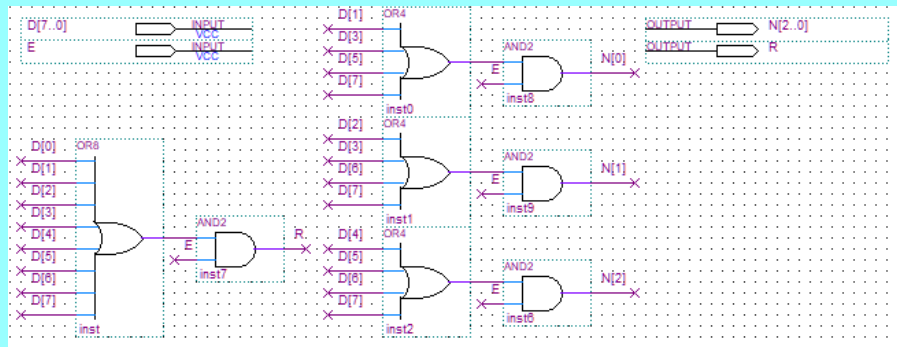 D[7..0] INPUT VCC
E INPUT VCC
D[0] OR8
D[1]
D[2]
D[3]
D[4] AND2
D[5] E R
D[6] inst7
D[7]
inst
D[1] OR4
D[3]
D[5] AND2
D[7] E N[0]
inst0 inst8
D[2] OR4
D[3]
D[6] AND2
D[7] E N[1]
inst1 inst9
D[4] OR4
D[5]
D[6] AND2
D[7] E N[2]
inst2 inst6
OUTPUT N[2..0]
OUTPUT R